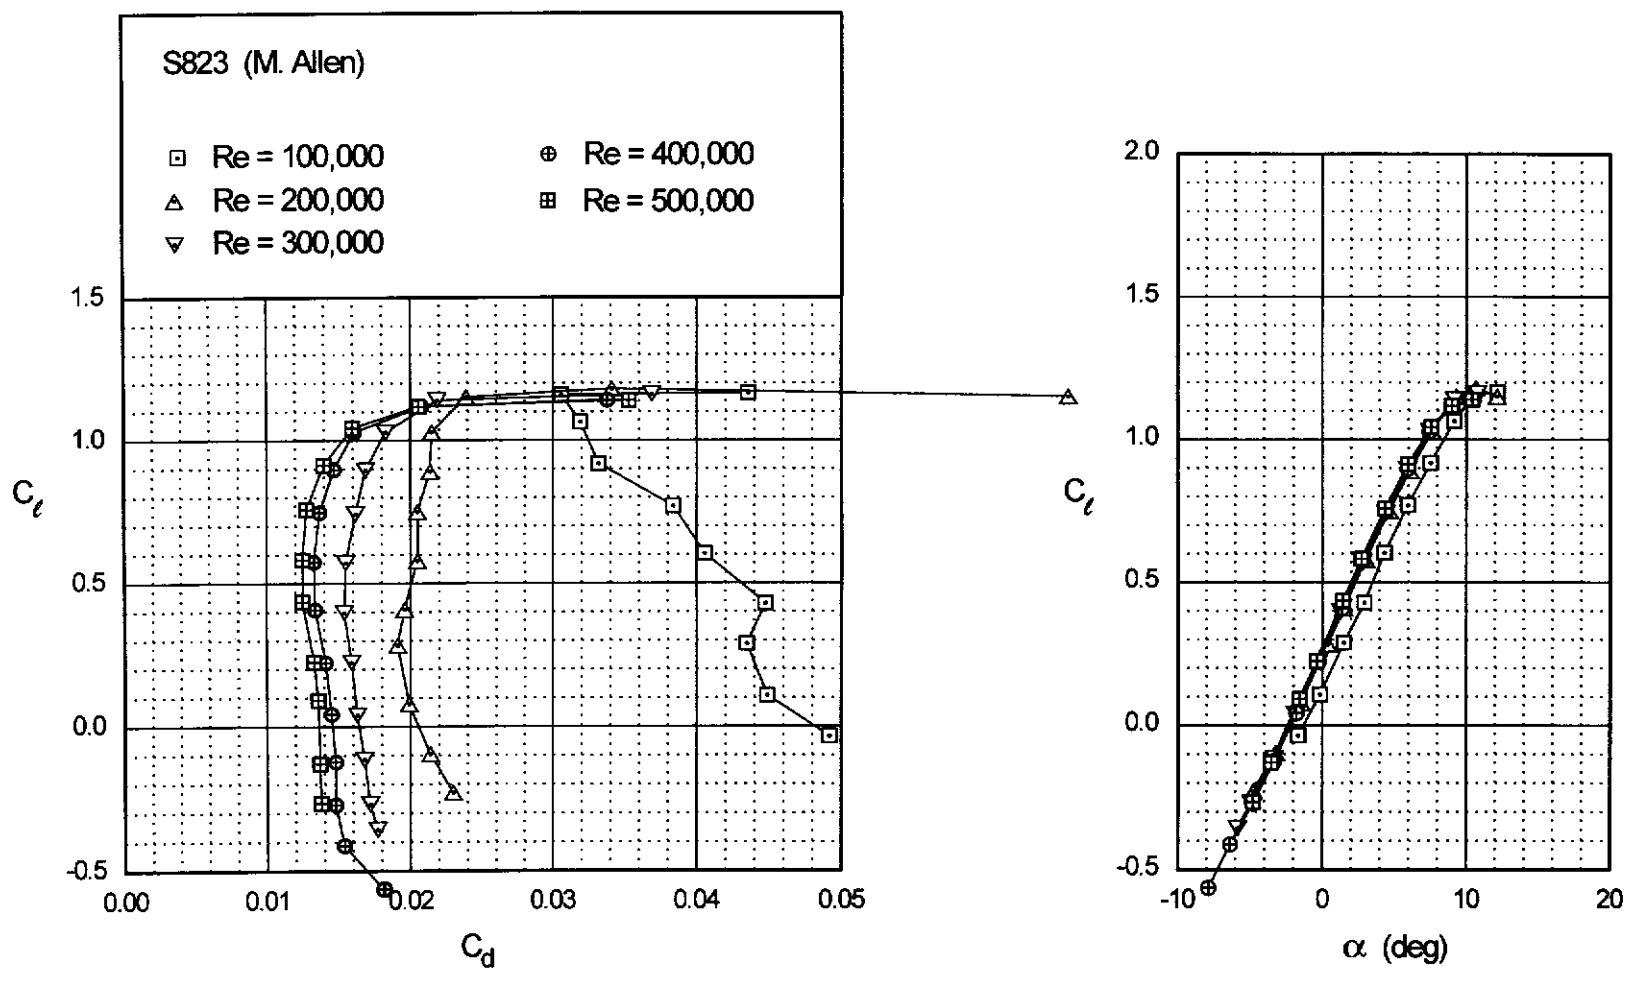 S823 (M. Allen)
Re = 100,000
Re = 200,000
Re = 300,000
Re = 400,000
Re = 500,000
1.5
1.0
0.5
0.0
-0.5
Cℓ
0.00 0.01 0.02 0.03 0.04 0.05
Cd
2.0
1.5
1.0
0.5
0.0
-0.5
Cℓ
-10 0 10 20
α (deg)